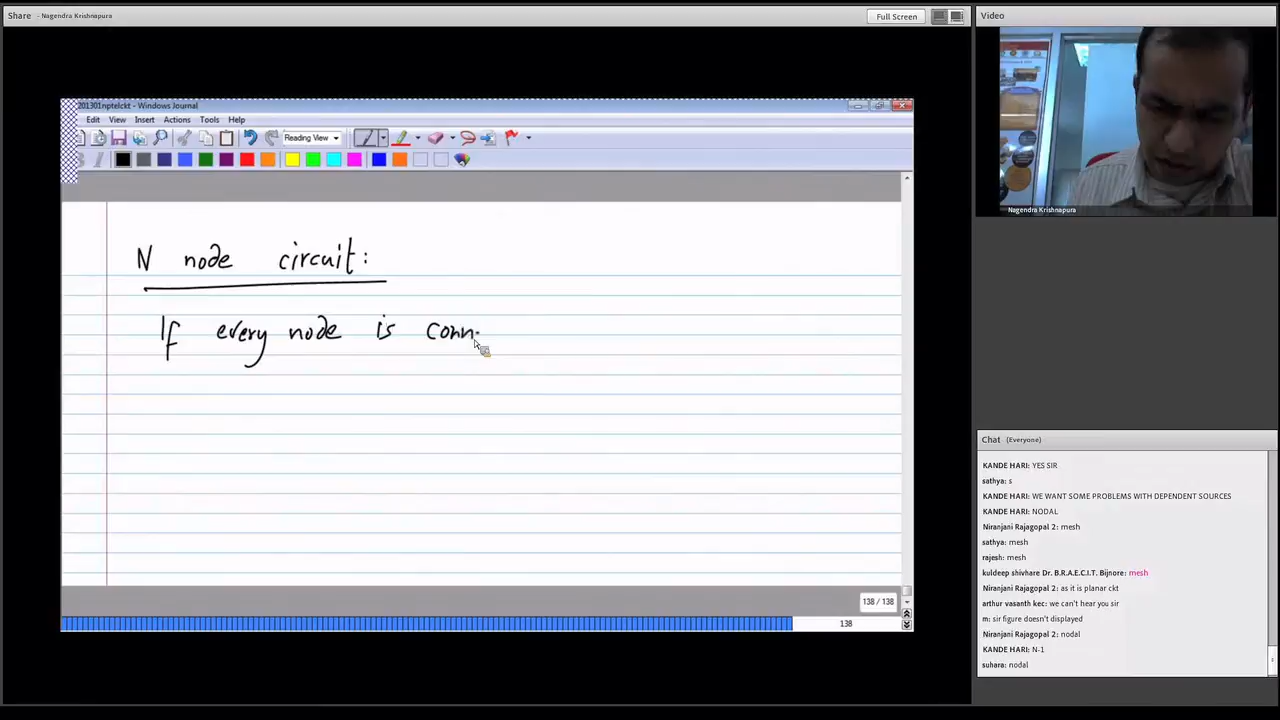 Share - Nagendra Krishnapura
Full Screen
Video
201301nptelckt - Windows Journal
Edit View Insert Actions Tools Help
Reading View
N node circuit:
If every node is conn
138 / 138
138
Nagendra Krishnapura
Chat (Everyone)
KANDE HARI: YES SIR
sathya: s
KANDE HARI: WE WANT SOME PROBLEMS WITH DEPENDENT SOURCES
KANDE HARI: NODAL
Niranjani Rajagopal 2: mesh
sathya: mesh
rajesh: mesh
kuldeep shivhare Dr. B.R.A.E.C.I.T. Bijnore: mesh
Niranjani Rajagopal 2: as it is planar ckt
arthur vasanth kec: we can't hear you sir
m: sir figure doesn't displayed
Niranjani Rajagopal 2: nodal
KANDE HARI: N-1
suhara: nodal